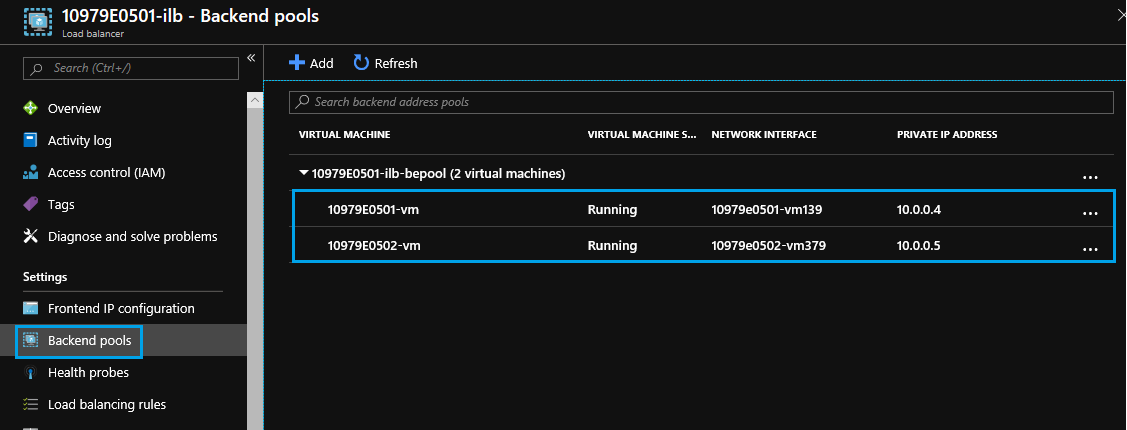 10979E0501-ilb - Backend pools
Load balancer
Search (Ctrl+/)
«
Overview
Activity log
Access control (IAM)
Tags
Diagnose and solve problems
Settings
Frontend IP configuration
Backend pools
Health probes
Load balancing rules
Add Refresh
Search backend address pools
VIRTUAL MACHINE VIRTUAL MACHINE S... NETWORK INTERFACE PRIVATE IP ADDRESS
10979E0501-ilb-bepool (2 virtual machines) ...
10979E0501-vm Running 10979e0501-vm139 10.0.0.4 ...
10979E0502-vm Running 10979e0502-vm379 10.0.0.5 ...